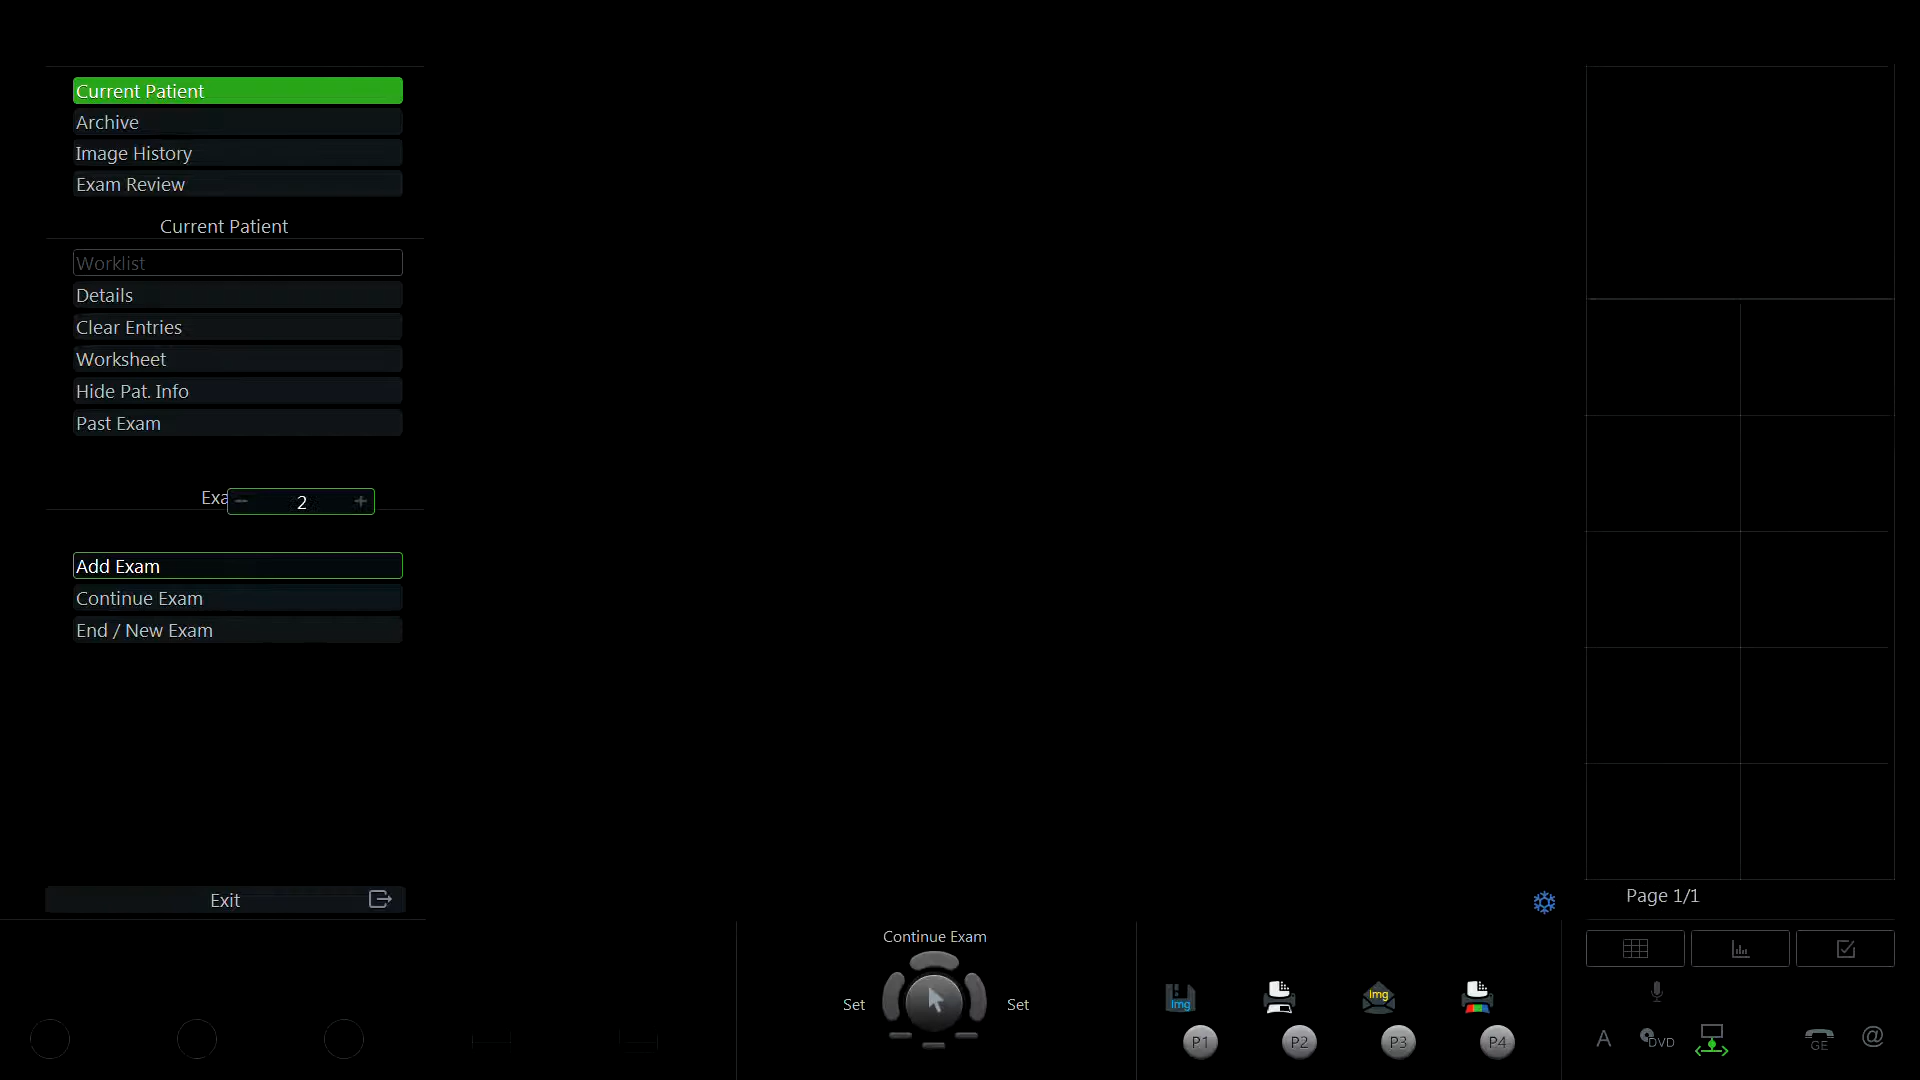 Current Patient
Archive
Image History
Exam Review
Current Patient
Worklist
Details
Clear Entries
Worksheet
Hide Pat. Info
Past Exam
Exa
- 2 +
Add Exam
Continue Exam
End / New Exam
Exit
Page 1/1
Continue Exam
Set
Set
Img
Img
P1
P2
P3
P4
A
DVD
GE
@